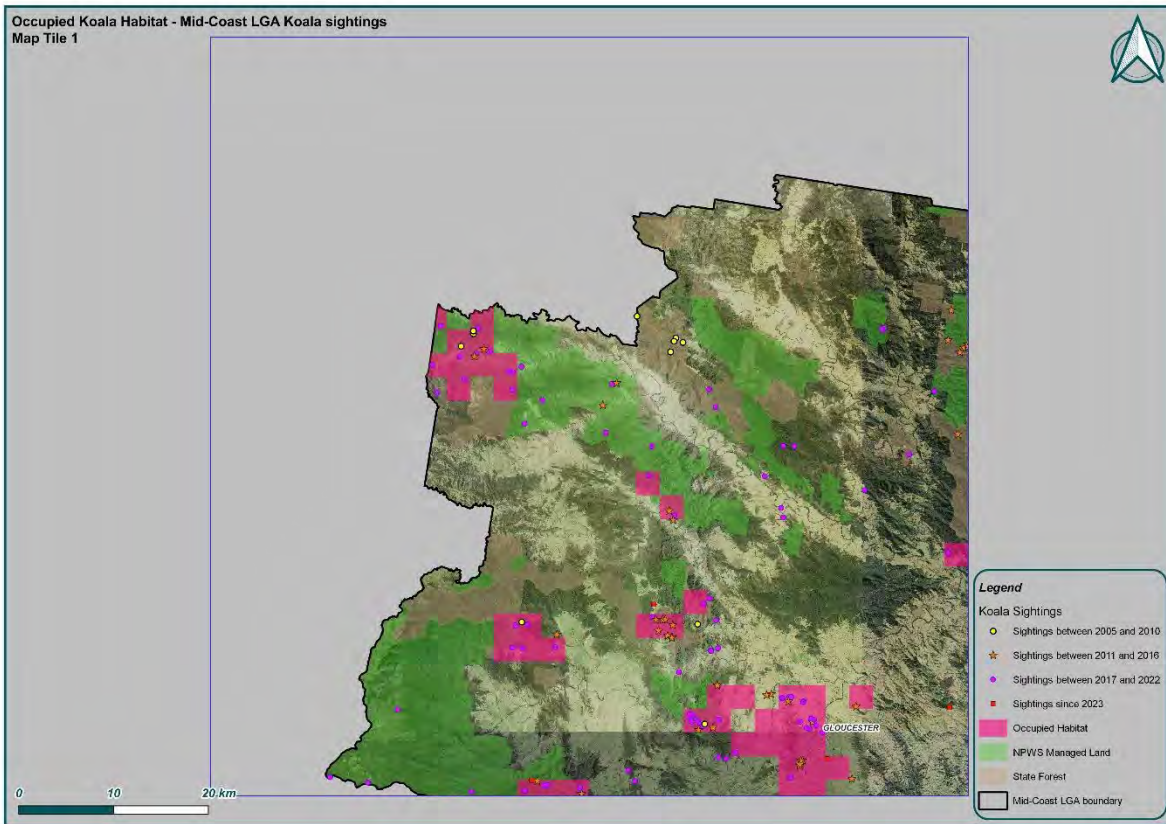 Occupied Koala Habitat - Mid-Coast LGA Koala sightings
Map Tile 1
GLOUCESTER
Legend
Koala Sightings
Sightings between 2005 and 2010
Sightings between 2011 and 2016
Sightings between 2017 and 2022
Sightings since 2023
Occupied Habitat
NPWS Managed Land
State Forest
Mid-Coast LGA boundary
0 10 20 km